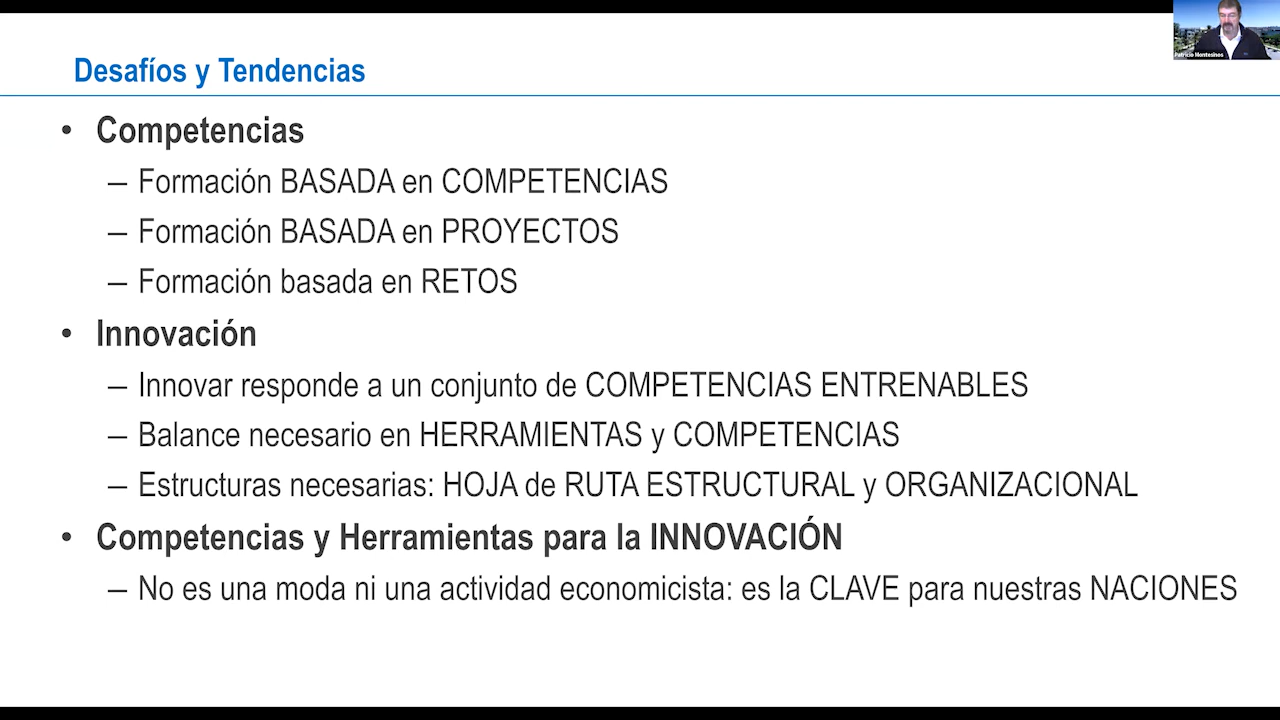 Patricio Montesinos
Desafíos y Tendencias
• Competencias
– Formación BASADA en COMPETENCIAS
– Formación BASADA en PROYECTOS
– Formación basada en RETOS
• Innovación
– Innovar responde a un conjunto de COMPETENCIAS ENTRENABLES
– Balance necesario en HERRAMIENTAS y COMPETENCIAS
– Estructuras necesarias: HOJA de RUTA ESTRUCTURAL y ORGANIZACIONAL
• Competencias y Herramientas para la INNOVACIÓN
– No es una moda ni una actividad economicista: es la CLAVE para nuestras NACIONES